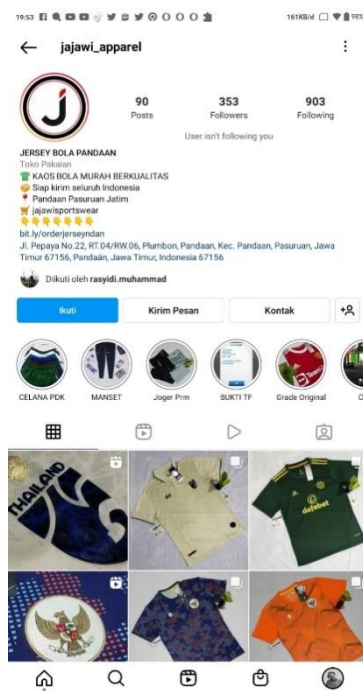 19:53
161KB/d
98%
jajawi_apparel
90
Posts
353
Followers
903
Following
User isn't following you
JERSEY BOLA PANDAAN
Toko Pakaian
KAOS BOLA MURAH BERKUALITAS
Siap kirim seluruh Indonesia
Pandaan Pasuruan Jatim
jajawisportswear
bit.ly/orderjerseyndan
Jl. Pepaya No.22, RT.04/RW.06, Plumbon, Pandaan, Kec. Pandaan, Pasuruan, Jawa
Timur 67156, Pandaán, Jawa Timur, Indonesia 67156
Diikuti oleh rasyidi.muhammad
Ikuti
Kirim Pesan
Kontak
CELANA PDK
MANSET
Joger Prm
BUKTI TF
Grade Original
C
THAILAND
dafabet